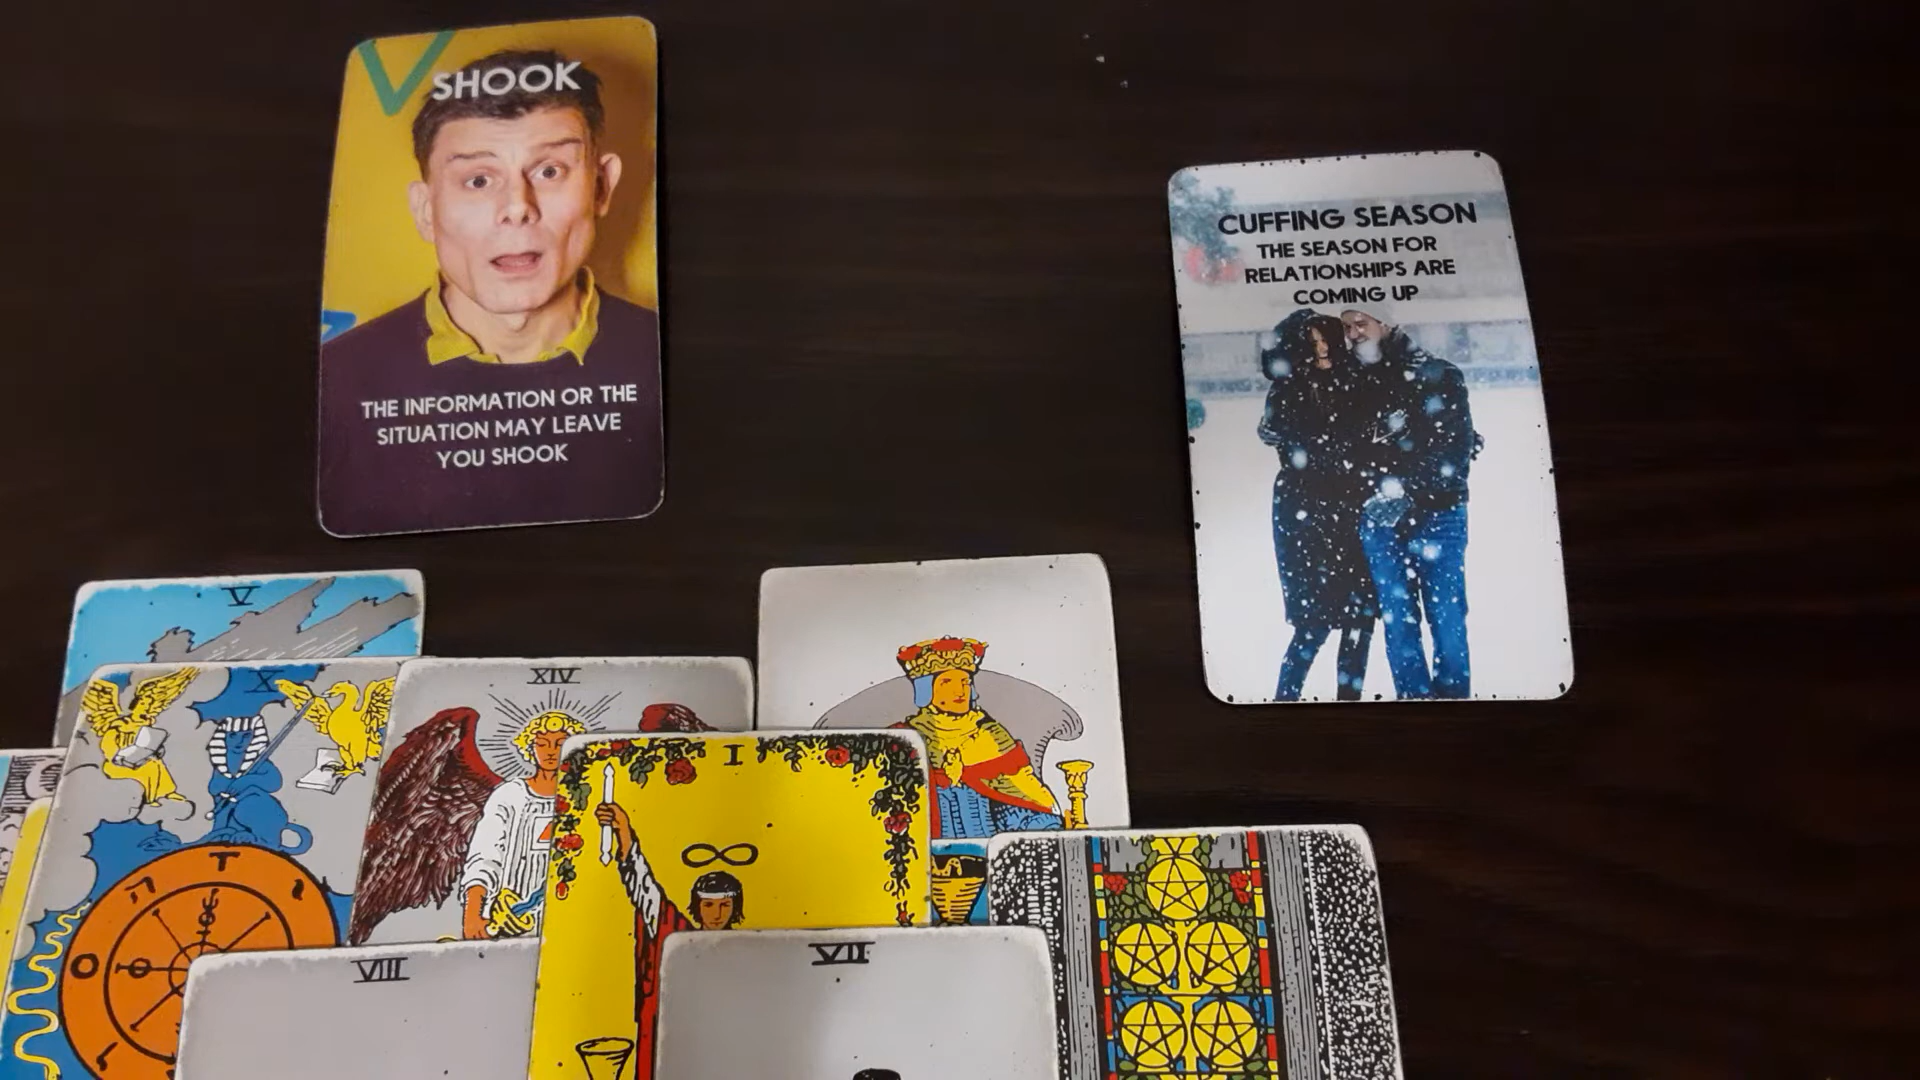 SHOOK
THE INFORMATION OR THE
SITUATION MAY LEAVE
YOU SHOOK
CUFFING SEASON
THE SEASON FOR
RELATIONSHIPS ARE
COMING UP
V
X
XIV
I
VIII
VII
T
O